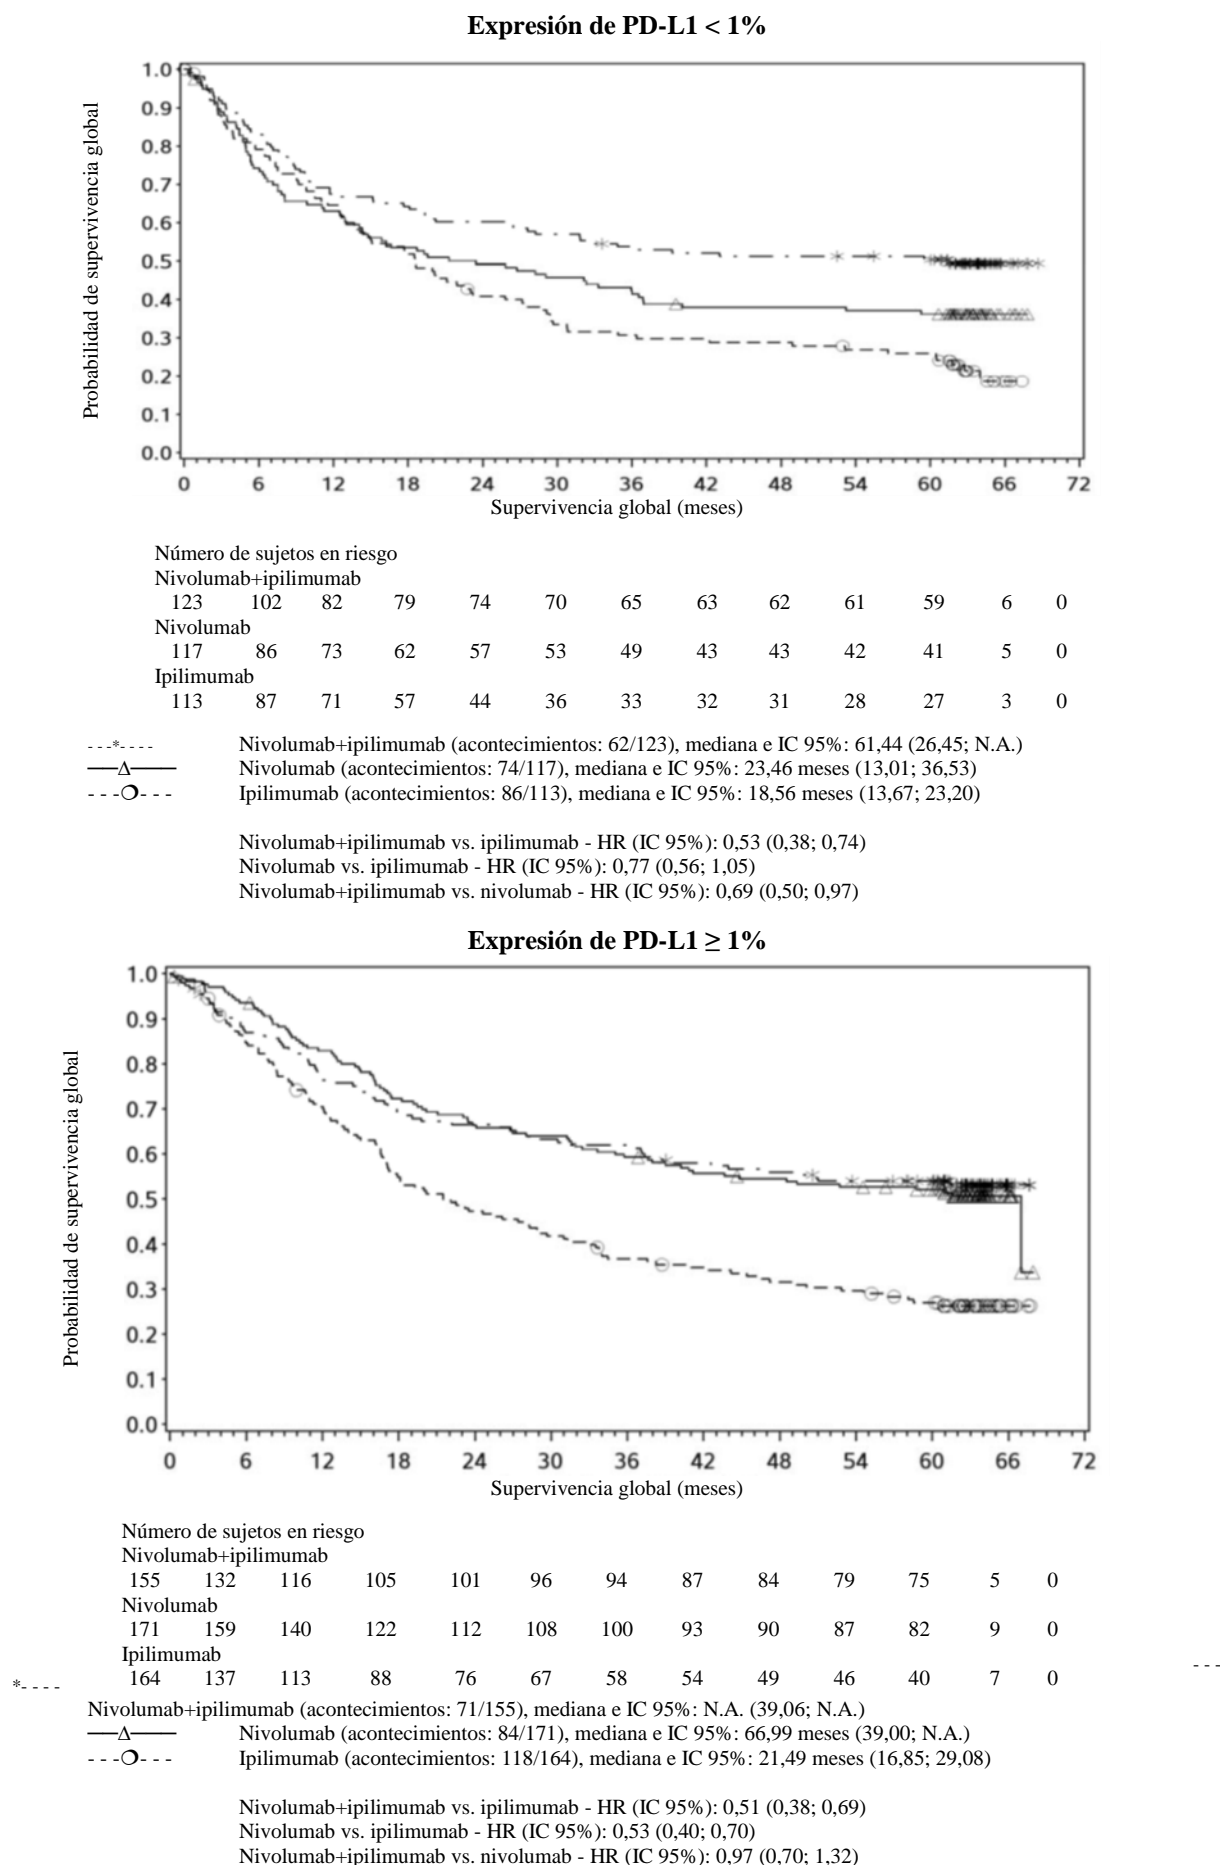 Expresión de PD-L1 < 1%
Probabilidad de supervivencia global
1.0
0.9
0.8
0.7
0.6
0.5
0.4
0.3
0.2
0.1
0.0
0 6 12 18 24 30 36 42 48 54 60 66 72
Supervivencia global (meses)
Número de sujetos en riesgo
Nivolumab+ipilimumab
123 102 82 79 74 70 65 63 62 61 59 6 0
Nivolumab
117 86 73 62 57 53 49 43 43 42 41 5 0
Ipilimumab
113 87 71 57 44 36 33 32 31 28 27 3 0
- - -*- - - - Nivolumab+ipilimumab (acontecimientos: 62/123), mediana e IC 95%: 61,44 (26,45; N.A.)
──Δ─── Nivolumab (acontecimientos: 74/117), mediana e IC 95%: 23,46 meses (13,01; 36,53)
- - -❍- - - Ipilimumab (acontecimientos: 86/113), mediana e IC 95%: 18,56 meses (13,67; 23,20)
Nivolumab+ipilimumab vs. ipilimumab - HR (IC 95%): 0,53 (0,38; 0,74)
Nivolumab vs. ipilimumab - HR (IC 95%): 0,77 (0,56; 1,05)
Nivolumab+ipilimumab vs. nivolumab - HR (IC 95%): 0,69 (0,50; 0,97)
Expresión de PD-L1 ≥ 1%
Probabilidad de supervivencia global
1.0
0.9
0.8
0.7
0.6
0.5
0.4
0.3
0.2
0.1
0.0
0 6 12 18 24 30 36 42 48 54 60 66 72
Supervivencia global (meses)
Número de sujetos en riesgo
Nivolumab+ipilimumab
155 132 116 105 101 96 94 87 84 79 75 5 0
Nivolumab
171 159 140 122 112 108 100 93 90 87 82 9 0
Ipilimumab
164 137 113 88 76 67 58 54 49 46 40 7 0
- - -
*- - - -
Nivolumab+ipilimumab (acontecimientos: 71/155), mediana e IC 95%: N.A. (39,06; N.A.)
──Δ─── Nivolumab (acontecimientos: 84/171), mediana e IC 95%: 66,99 meses (39,00; N.A.)
- - -❍- - - Ipilimumab (acontecimientos: 118/164), mediana e IC 95%: 21,49 meses (16,85; 29,08)
Nivolumab+ipilimumab vs. ipilimumab - HR (IC 95%): 0,51 (0,38; 0,69)
Nivolumab vs. ipilimumab - HR (IC 95%): 0,53 (0,40; 0,70)
Nivolumab+ipilimumab vs. nivolumab - HR (IC 95%): 0,97 (0,70; 1,32)